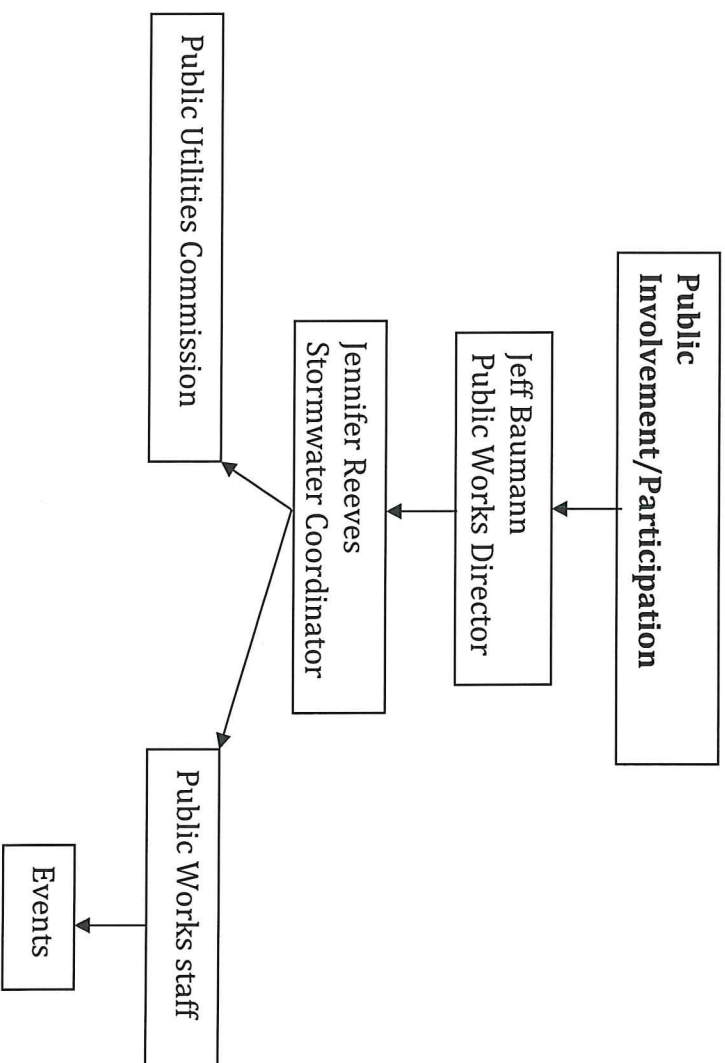 Public
Involvement/Participation
Jeff Baumann
Public Works Director
Jennifer Reeves
Stormwater Coordinator
Public Utilities Commission
Public Works staff
Events